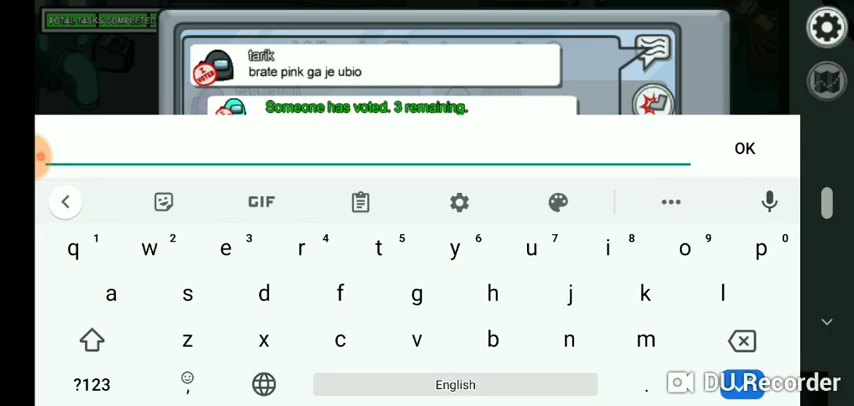 TOTAL TASKS COMPLETED
tarik
brate pink ga je ubio
I VOTED
Someone has voted. 3 remaining.
OK
GIF
q 1 w 2 e 3 r 4 t 5 y 6 u 7 i 8 o 9 p 0
a s d f g h j k l
z x c v b n m
?123 , English .
DU Recorder